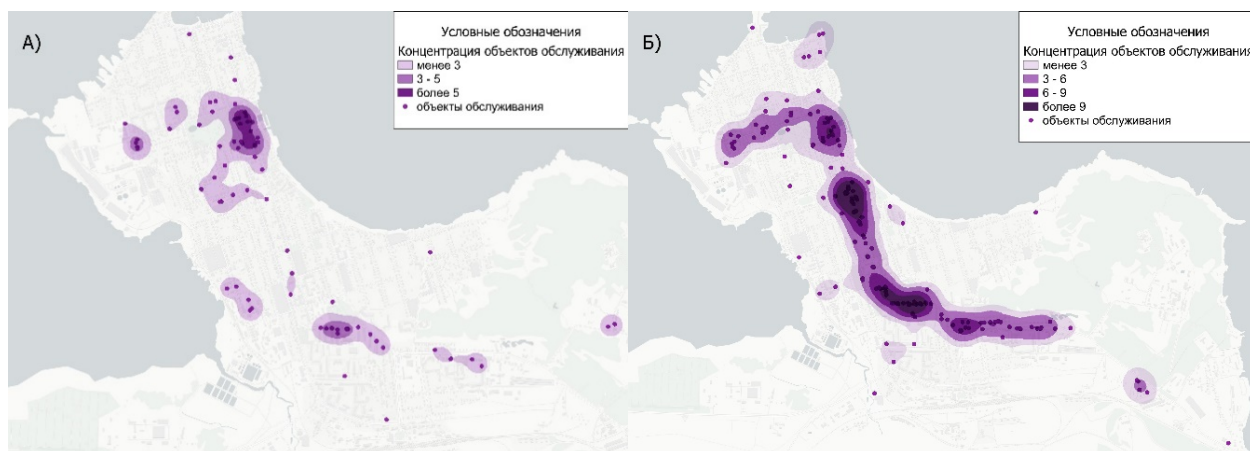 А)
Условные обозначения
Концентрация объектов обслуживания
менее 3
3 - 5
более 5
объекты обслуживания
Б)
Условные обозначения
Концентрация объектов обслуживания
менее 3
3 - 6
6 - 9
более 9
объекты обслуживания